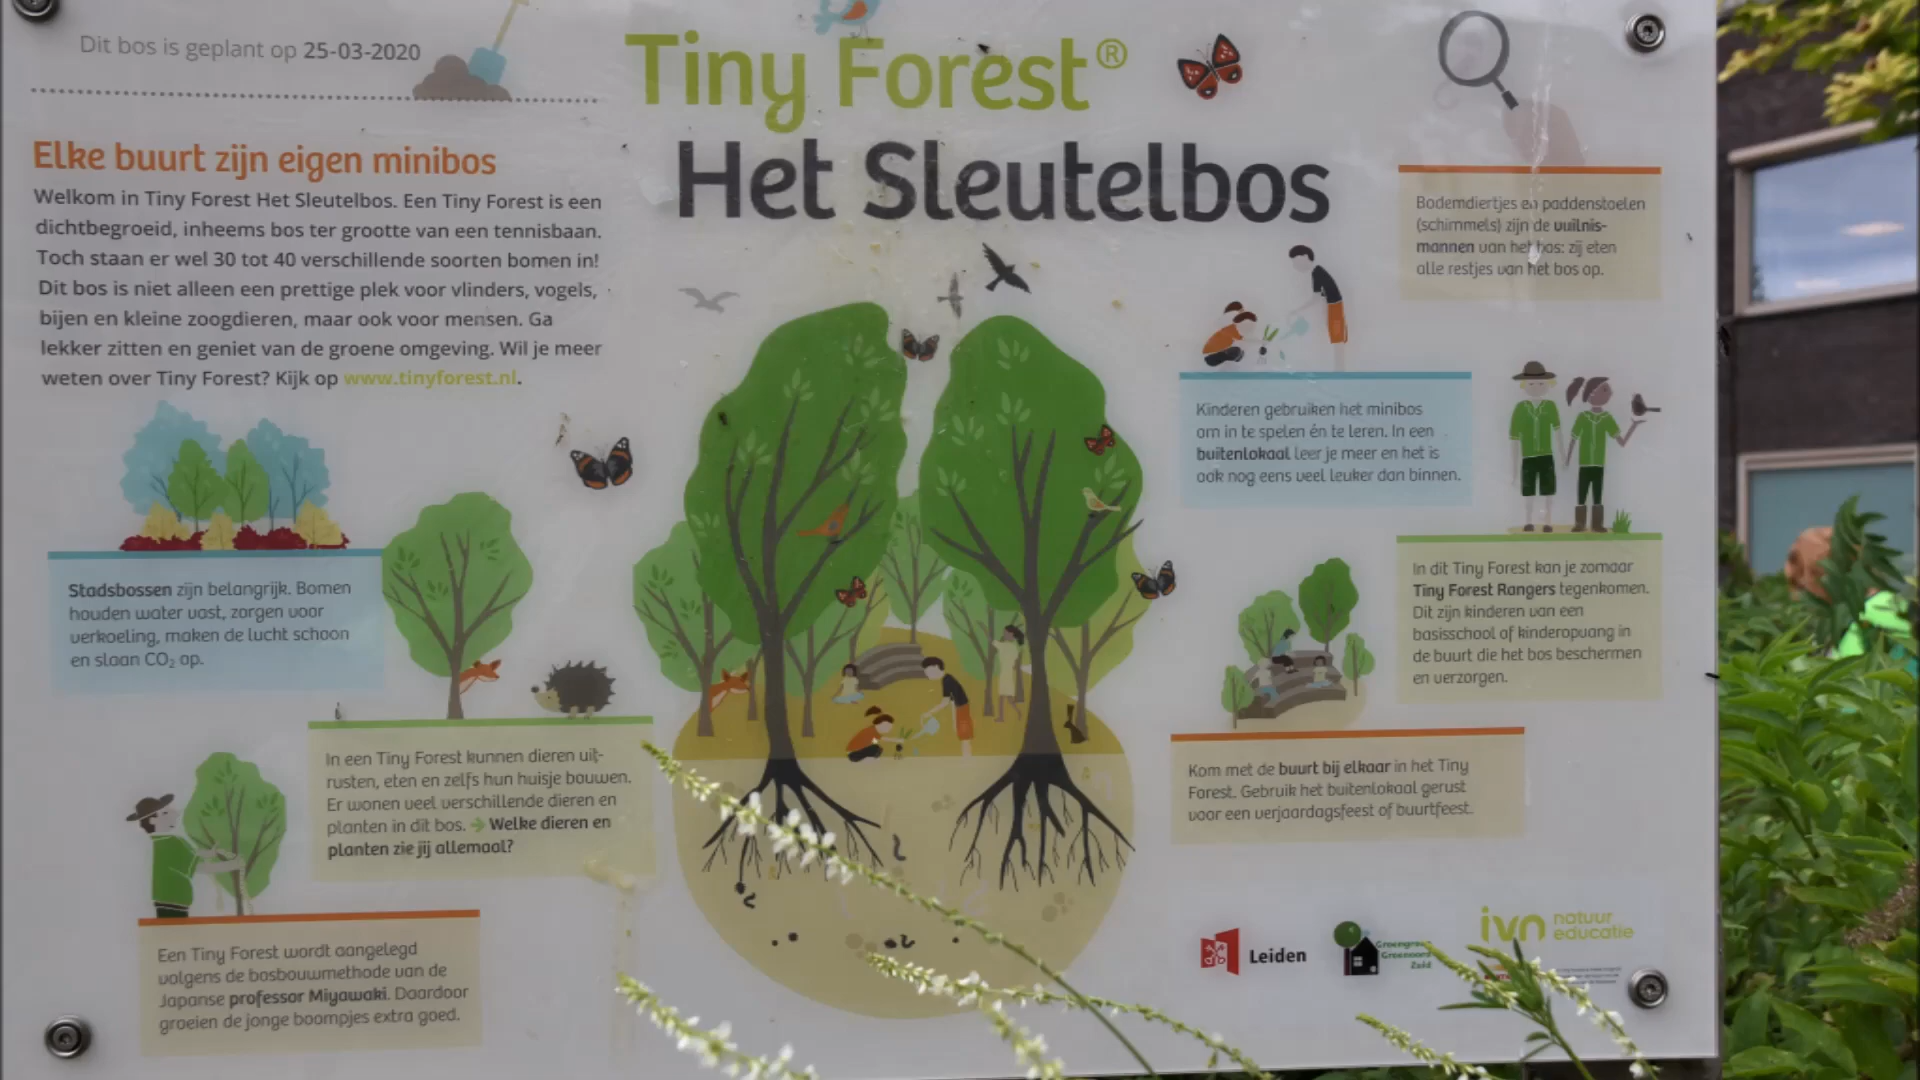 Dit bos is geplant op 25-03-2020
Tiny Forest®
Het Sleutelbos
Elke buurt zijn eigen minibos
Welkom in Tiny Forest Het Sleutelbos. Een Tiny Forest is een
dichtbegroeid, inheems bos ter grootte van een tennisbaan.
Toch staan er wel 30 tot 40 verschillende soorten bomen in!
Dit bos is niet alleen een prettige plek voor vlinders, vogels,
bijen en kleine zoogdieren, maar ook voor mensen. Ga
lekker zitten en geniet van de groene omgeving. Wil je meer
weten over Tiny Forest? Kijk op www.tinyforest.nl.
Stadsbossen zijn belangrijk. Bomen
houden water vast, zorgen voor
verkoeling, maken de lucht schoon
en slaan CO₂ op.
In een Tiny Forest kunnen dieren uit-
rusten, eten en zelfs hun huisje bouwen.
Er wonen veel verschillende dieren en
planten in dit bos. → Welke dieren en
planten zie jij allemaal?
Een Tiny Forest wordt aangelegd
volgens de bosbouwmethode van de
Japanse professor Miyawaki. Daardoor
groeien de jonge boompjes extra goed.
Bodemdiertjes en paddenstoelen
(schimmels) zijn de vuilnis-
mannen van het bos: zij eten
alle restjes van het bos op.
Kinderen gebruiken het minibos
om in te spelen én te leren. In een
buitenlokaal leer je meer en het is
ook nog eens veel leuker dan binnen.
In dit Tiny Forest kan je zomaar
Tiny Forest Rangers tegenkomen.
Dit zijn kinderen van een
basisschool of kinderopvang in
de buurt die het bos beschermen
en verzorgen.
Kom met de buurt bij elkaar in het Tiny
Forest. Gebruik het buitenlokaal gerust
voor een verjaardagsfeest of buurtfeest.
Leiden
Groenoord
Zuid
ivn natuur
educatie